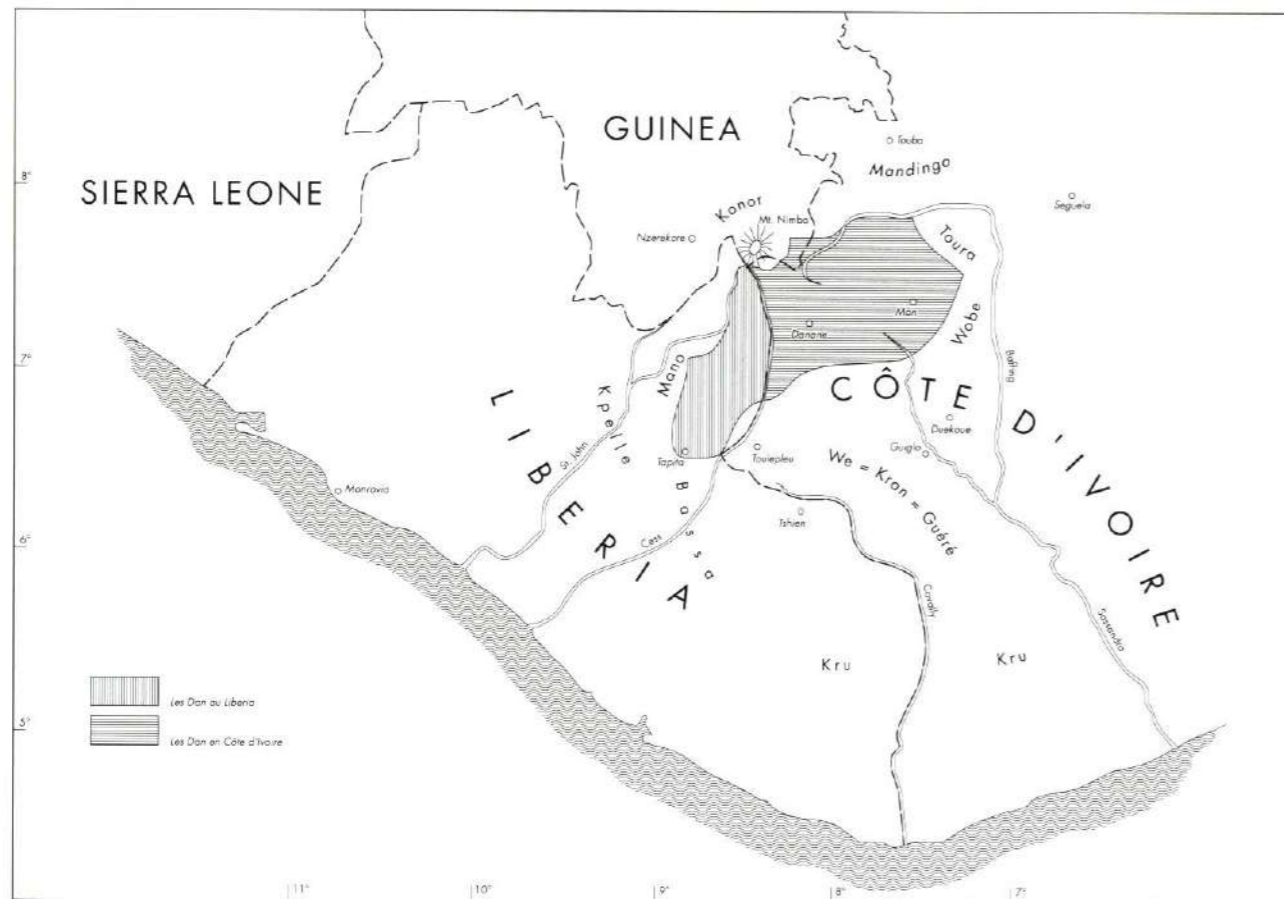 GUINEA
SIERRA LEONE
8°
7°
6°
5°
Touba
Mandingo
Seguela
Konor
Mt. Nimba
Nzerekore
Toura
Man
Danane
Wobe
Bafing
Mano
Kpelle
LIBERIA
CÔTE D'IVOIRE
St. John
Tapita
Bassa
Touiepleu
Duekoue
Guiglo
We = Kran = Guéré
Monrovia
Tshien
Cess
Cavally
Sassandra
Kru
Kru
Les Dan au Liberia
Les Dan en Côte d'Ivoire
11°
10°
9°
8°
7°